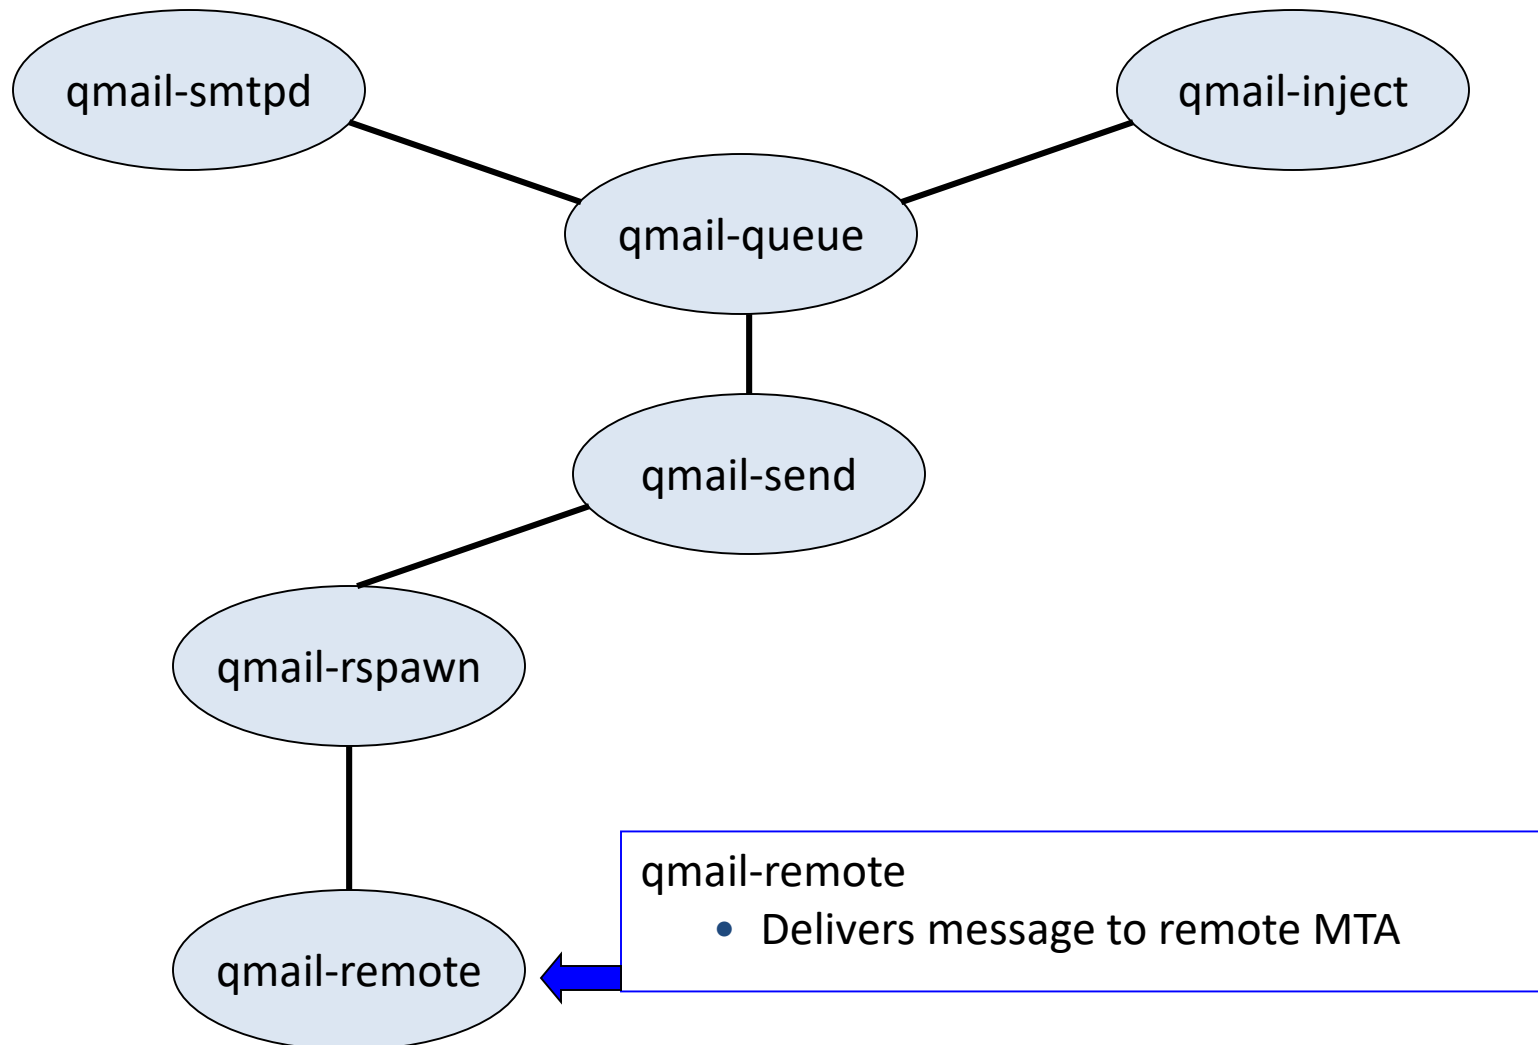 qmail-smtpd
qmail-inject
qmail-queue
qmail-send
qmail-rspawn
qmail-remote
• Delivers message to remote MTA
qmail-remote